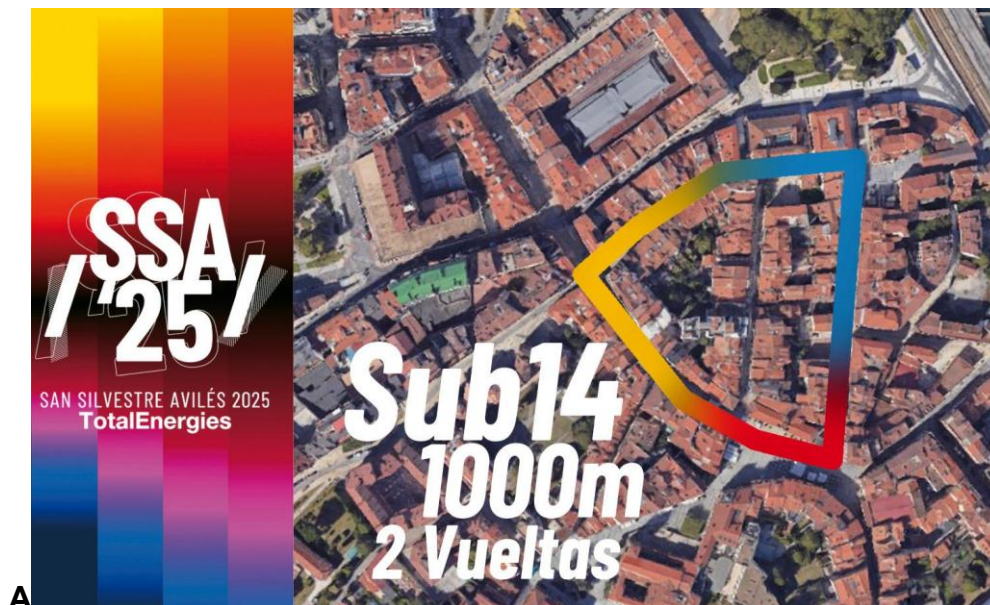 SSA
/'25/
SAN SILVESTRE AVILÉS 2025
TotalEnergies
Sub14
1000m
2 Vueltas
A